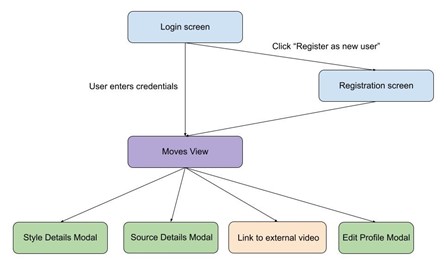 Login screen
Click “Register as new user”
User enters credentials
Registration screen
Moves View
Style Details Modal
Source Details Modal
Link to external video
Edit Profile Modal